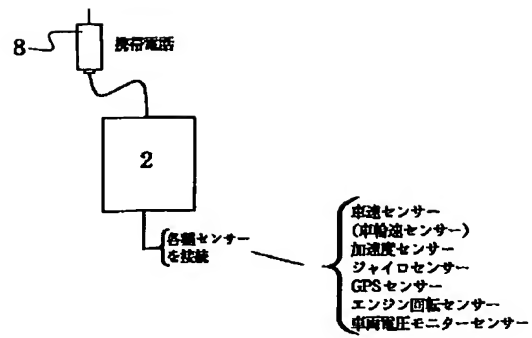 8
携帯電話
2
各種センサー
を接続
車速センサー
(車輪速センサー)
加速度センサー
ジャイロセンサー
GPSセンサー
エンジン回転センサー
車両電圧モニターセンサー